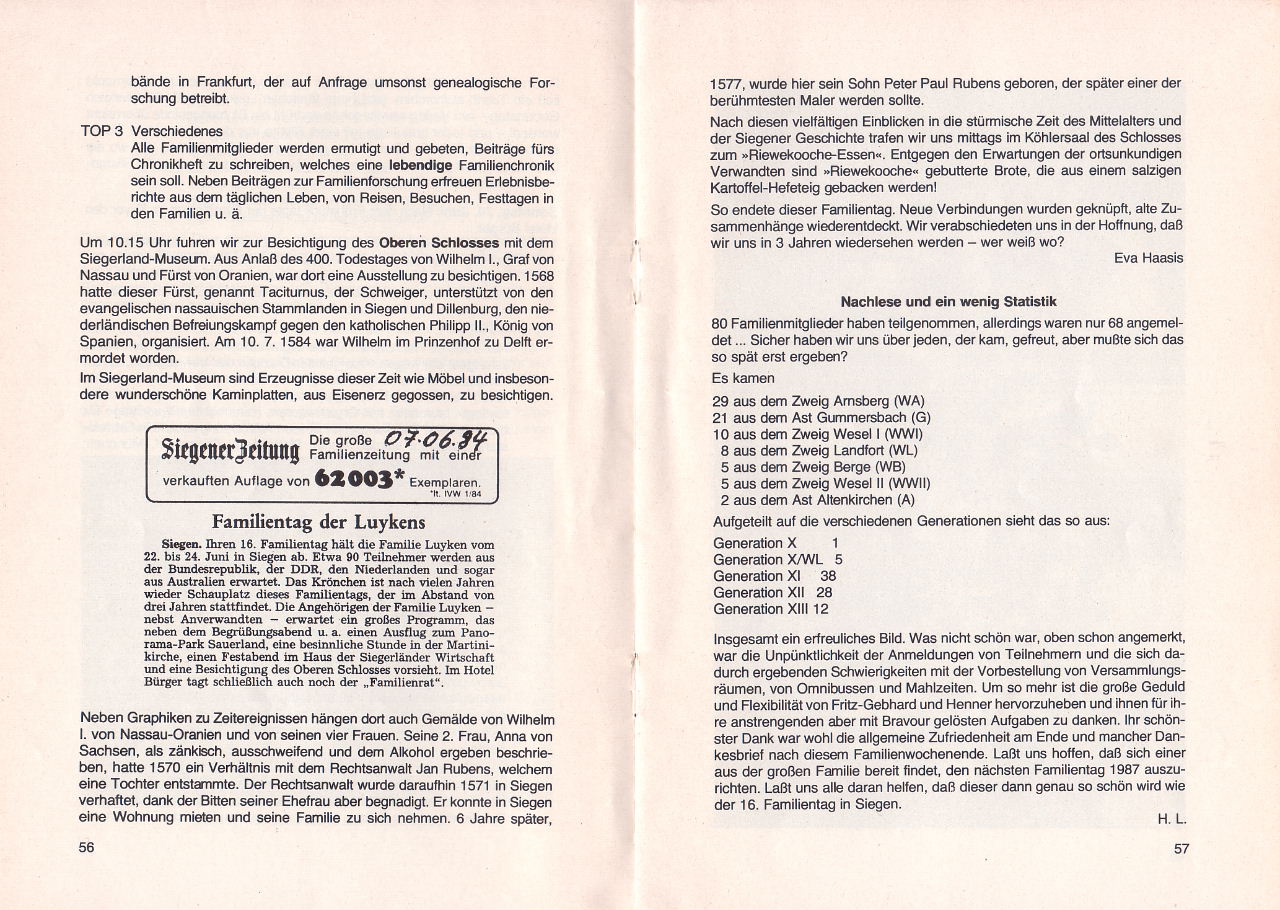 bände in Frankfurt, der auf Anfrage umsonst genealogische For-
schung betreibt.
TOP 3 Verschiedenes
Alle Familienmitglieder werden ermutigt und gebeten, Beiträge fürs
Chronikheft zu schreiben, welches eine lebendige Familienchronik
sein soll. Neben Beiträgen zur Familienforschung erfreuen Erlebnisbe-
richte aus dem täglichen Leben, von Reisen, Besuchen, Festtagen in
den Familien u. ä.
Um 10.15 Uhr fuhren wir zur Besichtigung des Oberen Schlosses mit dem
Siegerland-Museum. Aus Anlaß des 400. Todestages von Wilhelm I., Graf von
Nassau und Fürst von Oranien, war dort eine Ausstellung zu besichtigen. 1568
hatte dieser Fürst, genannt Taciturnus, der Schweiger, unterstützt von den
evangelischen nassauischen Stammlanden in Siegen und Dillenburg, den nie-
derländischen Befreiungskampf gegen den katholischen Philipp II., König von
Spanien, organisiert. Am 10. 7. 1584 war Wilhelm im Prinzenhof zu Delft er-
mordet worden.
Im Siegerland-Museum sind Erzeugnisse dieser Zeit wie Möbel und insbeson-
dere wunderschöne Kaminplatten, aus Eisenerz gegossen, zu besichtigen.
Siegener Zeitung Die große 07.06.84
Familienzeitung mit einer
verkauften Auflage von 62003* Exemplaren.
*lt. IVW 1/84
Familientag der Luykens
Siegen. Ihren 16. Familientag hält die Familie Luyken vom
22. bis 24. Juni in Siegen ab. Etwa 90 Teilnehmer werden aus
der Bundesrepublik, der DDR, den Niederlanden und sogar
aus Australien erwartet. Das Krönchen ist nach vielen Jahren
wieder Schauplatz dieses Familientags, der im Abstand von
drei Jahren stattfindet. Die Angehörigen der Familie Luyken –
nebst Anverwandten – erwartet ein großes Programm, das
neben dem Begrüßungsabend u. a. einen Ausflug zum Pano-
rama-Park Sauerland, eine besinnliche Stunde in der Martini-
kirche, einen Festabend im Haus der Siegerländer Wirtschaft
und eine Besichtigung des Oberen Schlosses vorsieht. Im Hotel
Bürger tagt schließlich auch noch der „Familienrat“.
Neben Graphiken zu Zeitereignissen hängen dort auch Gemälde von Wilhelm
I. von Nassau-Oranien und von seinen vier Frauen. Seine 2. Frau, Anna von
Sachsen, als zänkisch, ausschweifend und dem Alkohol ergeben beschrie-
ben, hatte 1570 ein Verhältnis mit dem Rechtsanwalt Jan Rubens, welchem
eine Tochter entstammte. Der Rechtsanwalt wurde daraufhin 1571 in Siegen
verhaftet, dank der Bitten seiner Ehefrau aber begnadigt. Er konnte in Siegen
eine Wohnung mieten und seine Familie zu sich nehmen. 6 Jahre später,
56
1577, wurde hier sein Sohn Peter Paul Rubens geboren, der später einer der
berühmtesten Maler werden sollte.
Nach diesen vielfältigen Einblicken in die stürmische Zeit des Mittelalters und
der Siegener Geschichte trafen wir uns mittags im Köhlersaal des Schlosses
zum »Riewekooche-Essen«. Entgegen den Erwartungen der ortsunkundigen
Verwandten sind »Riewekooche« gebutterte Brote, die aus einem salzigen
Kartoffel-Hefeteig gebacken werden!
So endete dieser Familientag. Neue Verbindungen wurden geknüpft, alte Zu-
sammenhänge wiederentdeckt. Wir verabschiedeten uns in der Hoffnung, daß
wir uns in 3 Jahren wiedersehen werden – wer weiß wo?
Eva Haasis
Nachlese und ein wenig Statistik
80 Familienmitglieder haben teilgenommen, allerdings waren nur 68 angemel-
det ... Sicher haben wir uns über jeden, der kam, gefreut, aber mußte sich das
so spät erst ergeben?
Es kamen
29 aus dem Zweig Arnsberg (WA)
21 aus dem Ast Gummersbach (G)
10 aus dem Zweig Wesel I (WWI)
8 aus dem Zweig Landfort (WL)
5 aus dem Zweig Berge (WB)
5 aus dem Zweig Wesel II (WWII)
2 aus dem Ast Altenkirchen (A)
Aufgeteilt auf die verschiedenen Generationen sieht das so aus:
Generation X 1
Generation X/WL 5
Generation XI 38
Generation XII 28
Generation XIII 12
Insgesamt ein erfreuliches Bild. Was nicht schön war, oben schon angemerkt,
war die Unpünktlichkeit der Anmeldungen von Teilnehmern und die sich da-
durch ergebenden Schwierigkeiten mit der Vorbestellung von Versammlungs-
räumen, von Omnibussen und Mahlzeiten. Um so mehr ist die große Geduld
und Flexibilität von Fritz-Gebhard und Henner hervorzuheben und ihnen für ih-
re anstrengenden aber mit Bravour gelösten Aufgaben zu danken. Ihr schön-
ster Dank war wohl die allgemeine Zufriedenheit am Ende und mancher Dan-
kesbrief nach diesem Familienwochenende. Laßt uns hoffen, daß sich einer
aus der großen Familie bereit findet, den nächsten Familientag 1987 auszu-
richten. Laßt uns alle daran helfen, daß dieser dann genau so schön wird wie
der 16. Familientag in Siegen.
H. L.
57